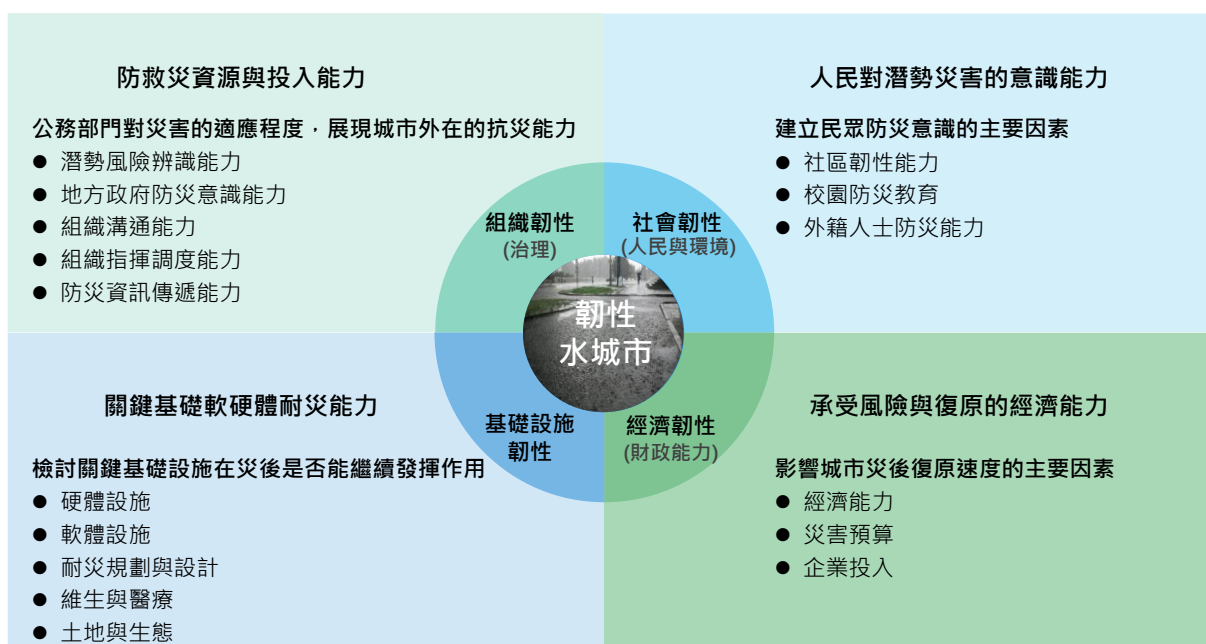 防救災資源與投入能力
公務部門對災害的適應程度，展現城市外在的抗災能力
● 潛勢風險辨識能力
● 地方政府防災意識能力
● 組織溝通能力
● 組織指揮調度能力
● 防災資訊傳遞能力
人民對潛勢災害的意識能力
建立民眾防災意識的主要因素
● 社區韌性能力
● 校園防災教育
● 外籍人士防災能力
組織韌性
(治理)
社會韌性
(人民與環境)
韌性
水城市
基礎設施
韌性
經濟韌性
(財政能力)
關鍵基礎軟硬體耐災能力
檢討關鍵基礎設施在災後是否能繼續發揮作用
● 硬體設施
● 軟體設施
● 耐災規劃與設計
● 維生與醫療
● 土地與生態
承受風險與復原的經濟能力
影響城市災後復原速度的主要因素
● 經濟能力
● 災害預算
● 企業投入